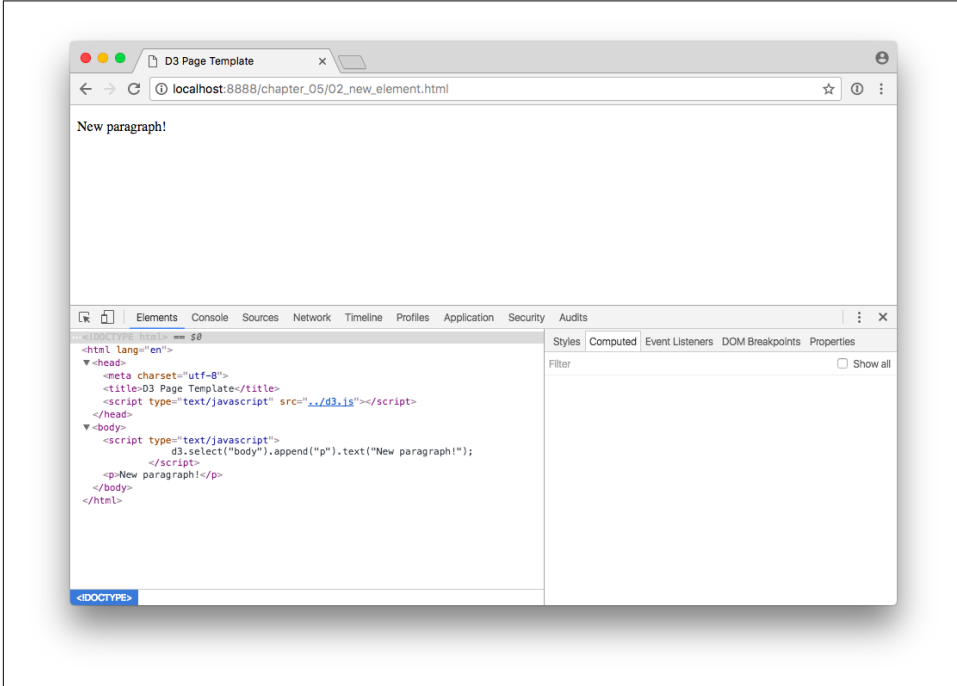 D3 Page Template
localhost:8888/chapter_05/02_new_element.html
New paragraph!
Elements Console Sources Network Timeline Profiles Application Security Audits
<!DOCTYPE html> == $0
Styles Computed Event Listeners DOM Breakpoints Properties
Filter Show all
<html lang="en">
<head>
<meta charset="utf-8">
<title>D3 Page Template</title>
<script type="text/javascript" src="../d3.js"></script>
</head>
<body>
<script type="text/javascript">
d3.select("body").append("p").text("New paragraph!");
</script>
<p>New paragraph!</p>
</body>
</html>
<!DOCTYPE>